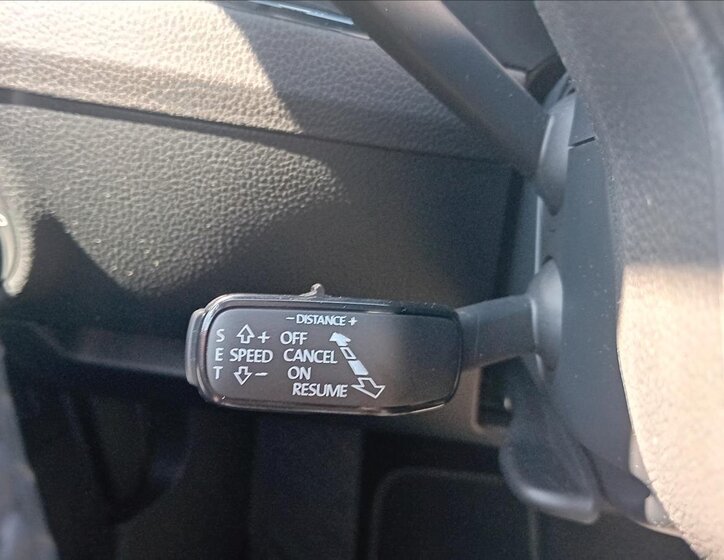 - DISTANCE +
S + OFF
E SPEED CANCEL
T - ON
RESUME